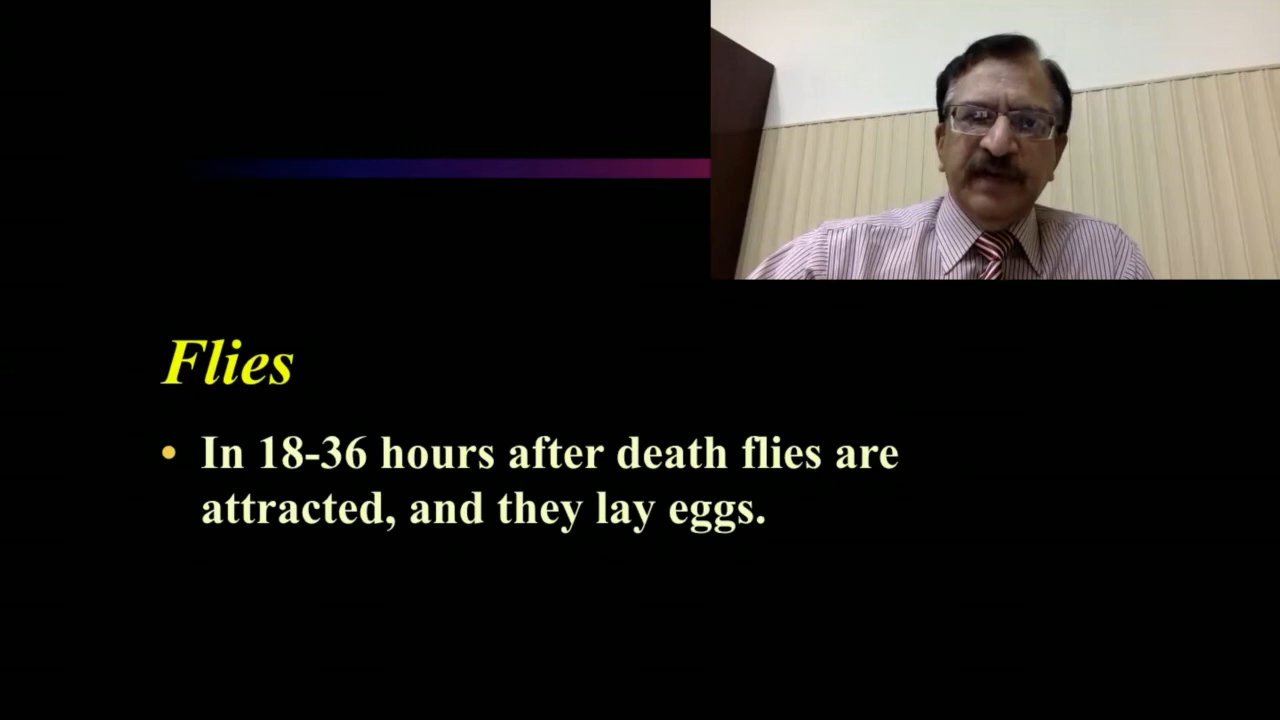 Flies
• In 18-36 hours after death flies are
attracted, and they lay eggs.